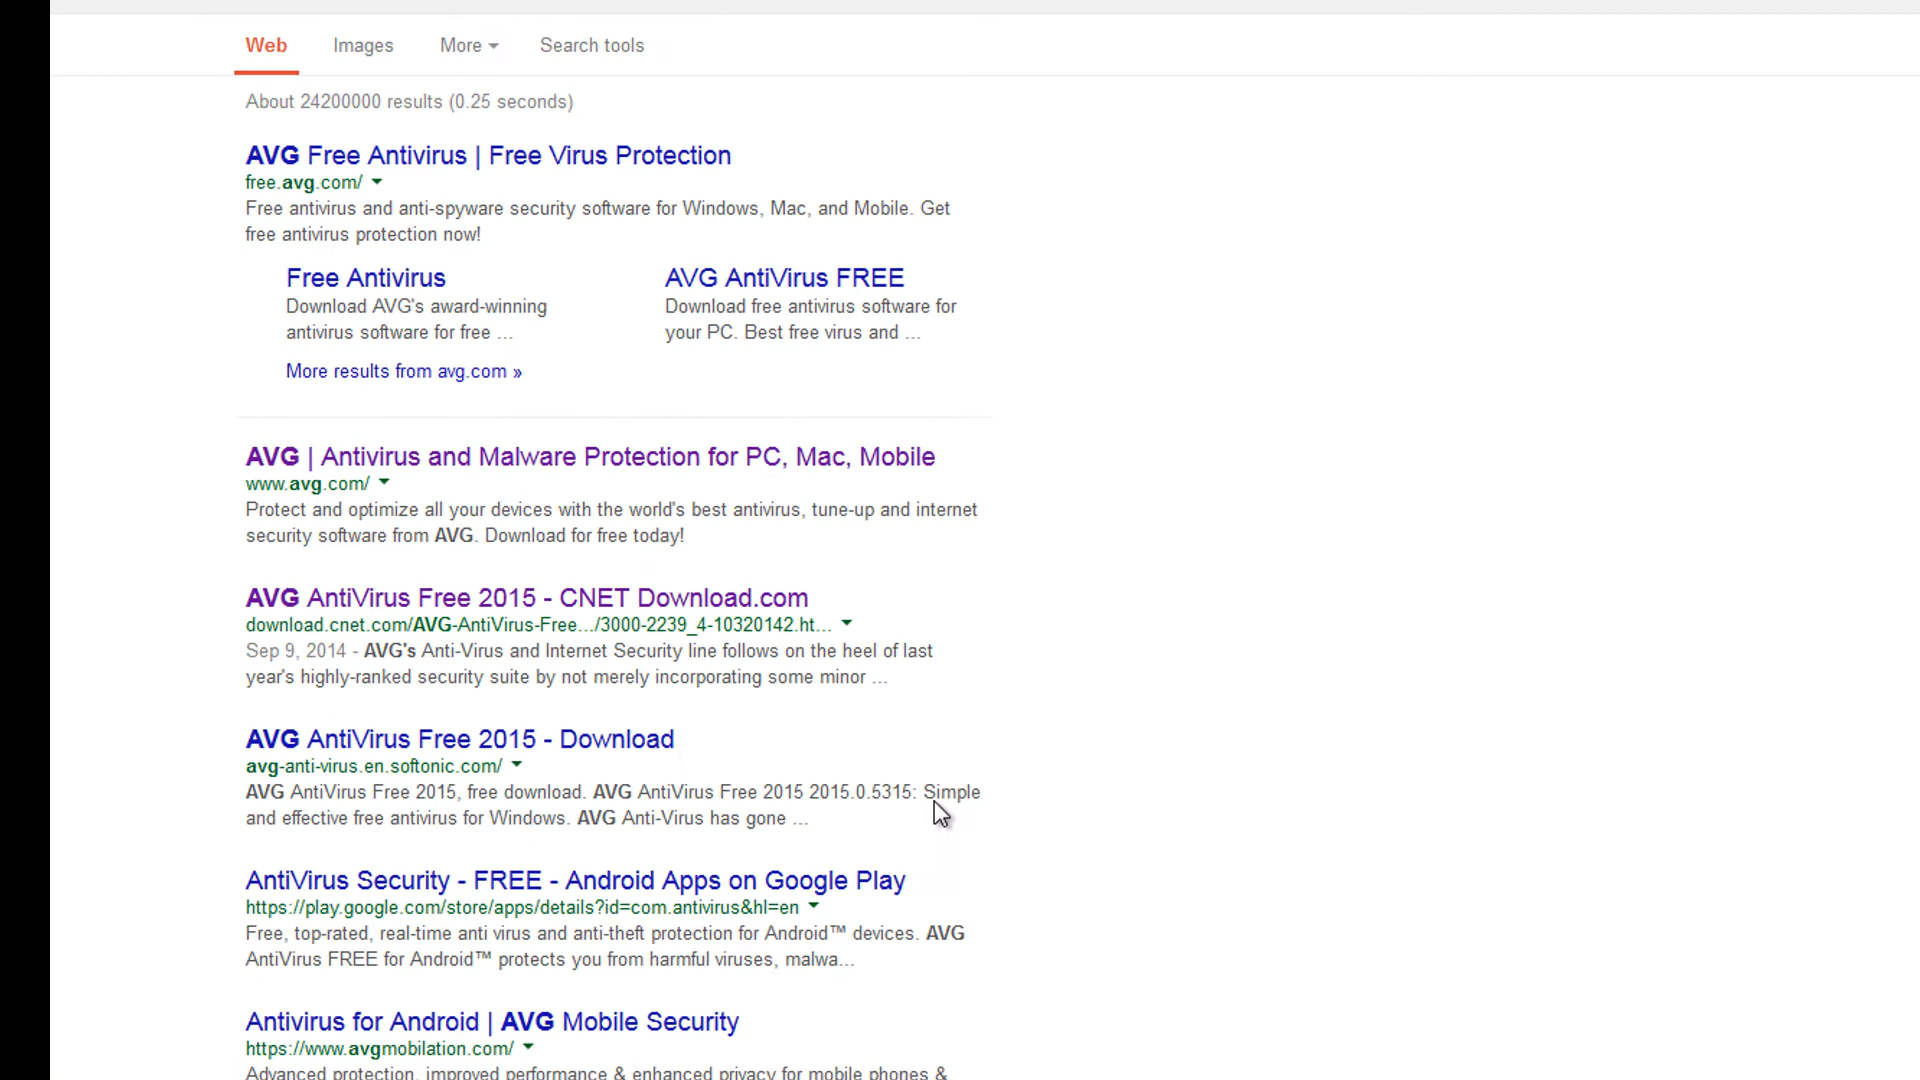 Web Images More Search tools
About 24200000 results (0.25 seconds)
AVG Free Antivirus | Free Virus Protection
free.avg.com/
Free antivirus and anti-spyware security software for Windows, Mac, and Mobile. Get
free antivirus protection now!
Free Antivirus
Download AVG's award-winning
antivirus software for free ...
AVG AntiVirus FREE
Download free antivirus software for
your PC. Best free virus and ...
More results from avg.com »
AVG | Antivirus and Malware Protection for PC, Mac, Mobile
www.avg.com/
Protect and optimize all your devices with the world's best antivirus, tune-up and internet
security software from AVG. Download for free today!
AVG AntiVirus Free 2015 - CNET Download.com
download.cnet.com/AVG-AntiVirus-Free.../3000-2239_4-10320142.ht...
Sep 9, 2014 - AVG's Anti-Virus and Internet Security line follows on the heel of last
year's highly-ranked security suite by not merely incorporating some minor ...
AVG AntiVirus Free 2015 - Download
avg-anti-virus.en.softonic.com/
AVG AntiVirus Free 2015, free download. AVG AntiVirus Free 2015 2015.0.5315: Simple
and effective free antivirus for Windows. AVG Anti-Virus has gone ...
AntiVirus Security - FREE - Android Apps on Google Play
https://play.google.com/store/apps/details?id=com.antivirus&hl=en
Free, top-rated, real-time anti virus and anti-theft protection for Android™ devices. AVG
AntiVirus FREE for Android™ protects you from harmful viruses, malwa...
Antivirus for Android | AVG Mobile Security
https://www.avgmobilation.com/
Advanced protection, improved performance & enhanced privacy for mobile phones &